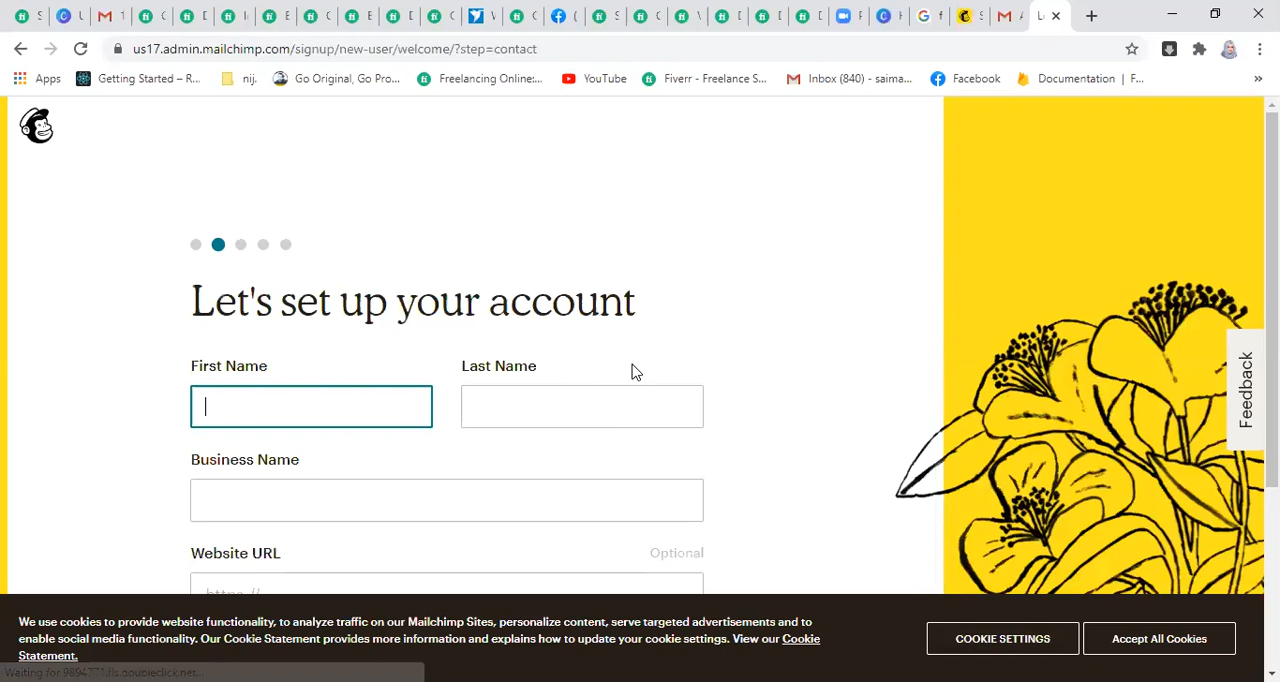 us17.admin.mailchimp.com/signup/new-user/welcome/?step=contact
Apps
Getting Started – R...
nij.
Go Original, Go Pro...
Freelancing Online:...
YouTube
Fiverr - Freelance S...
Inbox (840) - saima...
Facebook
Documentation | F...
»
Let's set up your account
First Name
Last Name
Business Name
Website URL
Optional
https://
Feedback
We use cookies to provide website functionality, to analyze traffic on our Mailchimp Sites, personalize content, serve targeted advertisements and to
enable social media functionality. Our Cookie Statement provides more information and explains how to update your cookie settings. View our Cookie
Statement.
COOKIE SETTINGS
Accept All Cookies